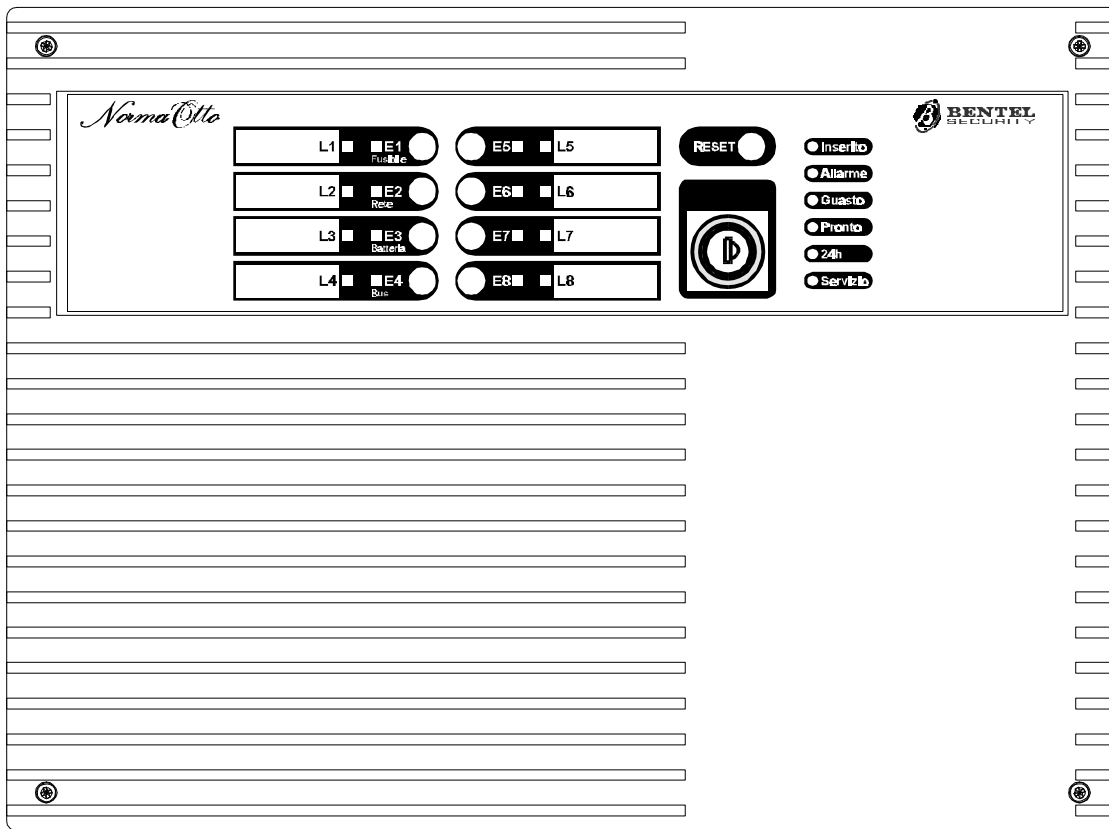 Norma Otto
BENTEL
SECURITY
L1 E1 E5 L5 RESET Inserito
Fusibile
Allarme
L2 E2 E6 L6 Guasto
Rete
Pronto
L3 E3 E7 L7
Batteria
24h
L4 E4 E8 L8 Servizio
Bus